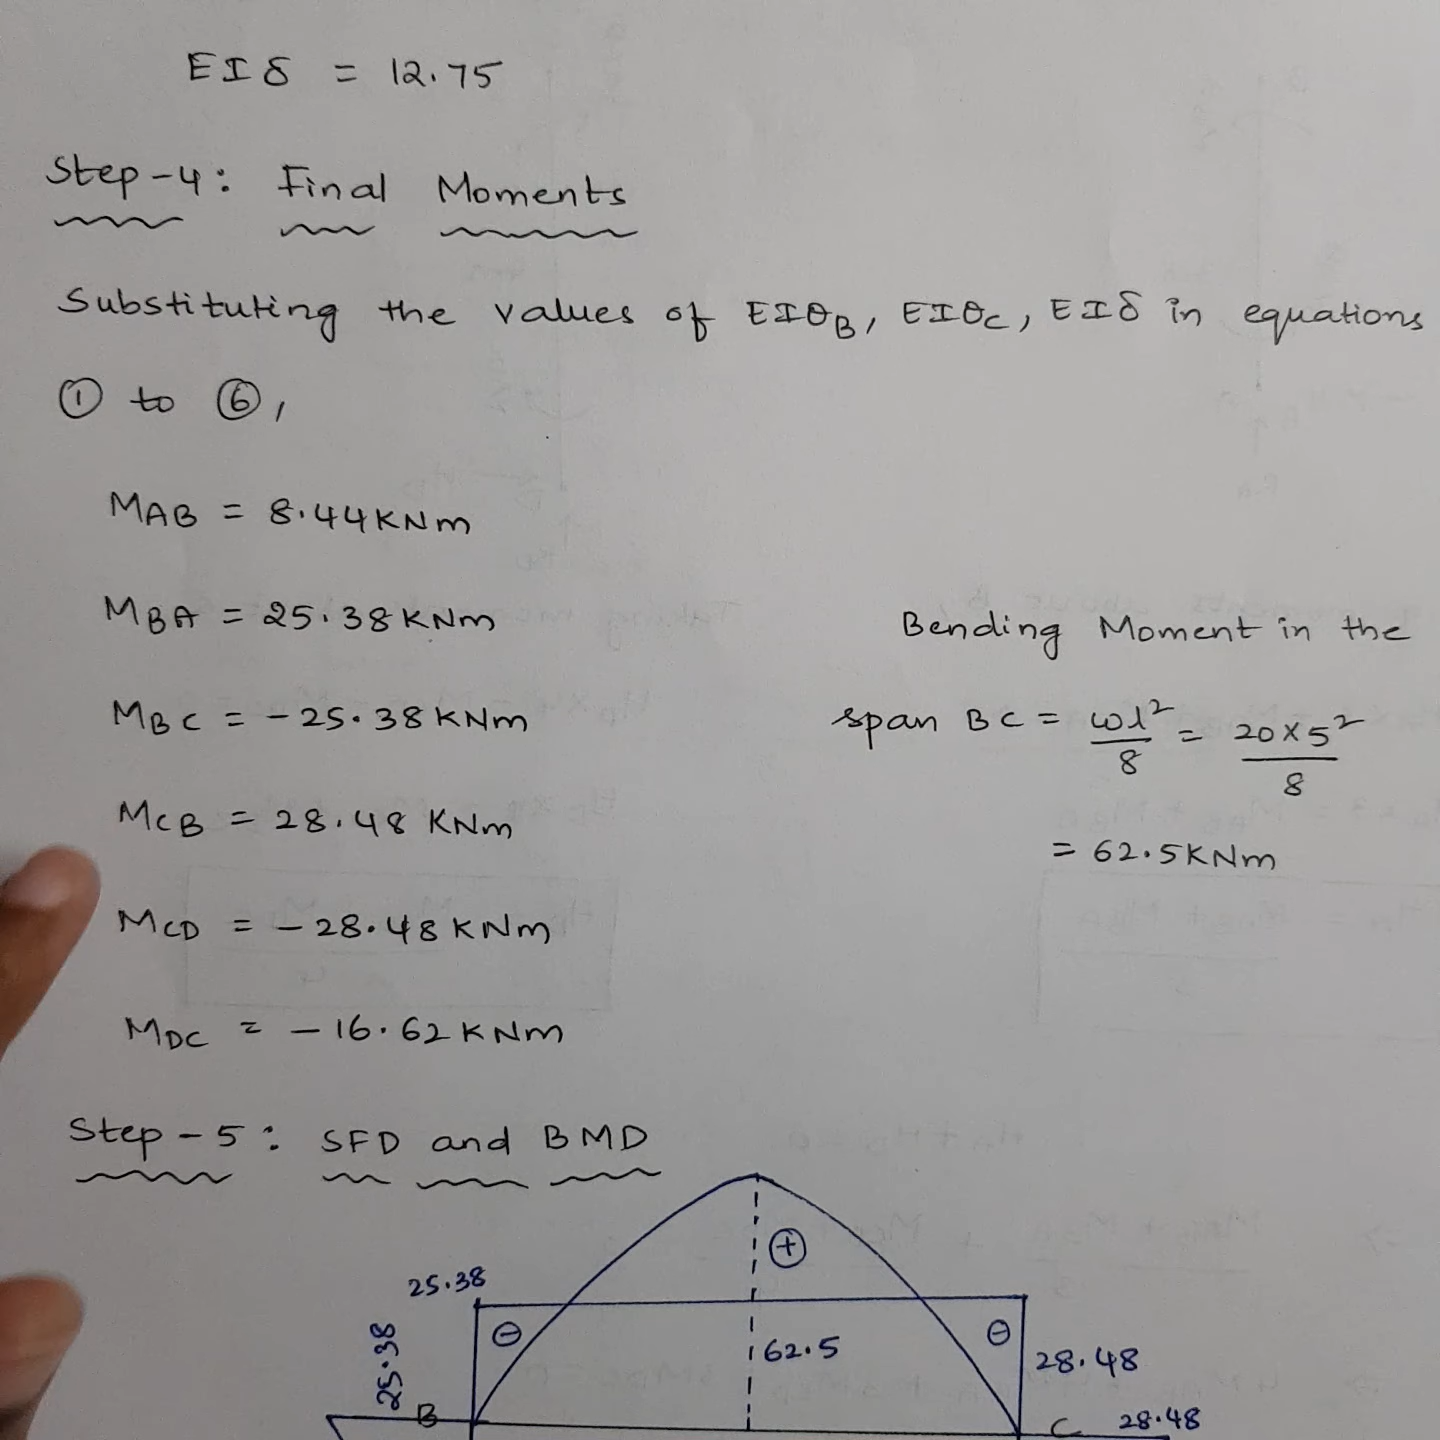 EIδ = 12.75
Step-4: Final Moments
Substituting the values of EIθB, EIθC, EIδ in equations
① to ⑥,
MAB = 8.44KNm
MBA = 25.38KNm
MBC = -25.38KNm
MCB = 28.48 KNm
MCD = -28.48KNm
MDC = -16.62KNm
Bending Moment in the
span BC = ωl²/8 = 20×5²/8
= 62.5KNm
Step-5: SFD and BMD
⊕
25.38
⊖
⊖
25.38
62.5
28.48
B
C
28.48